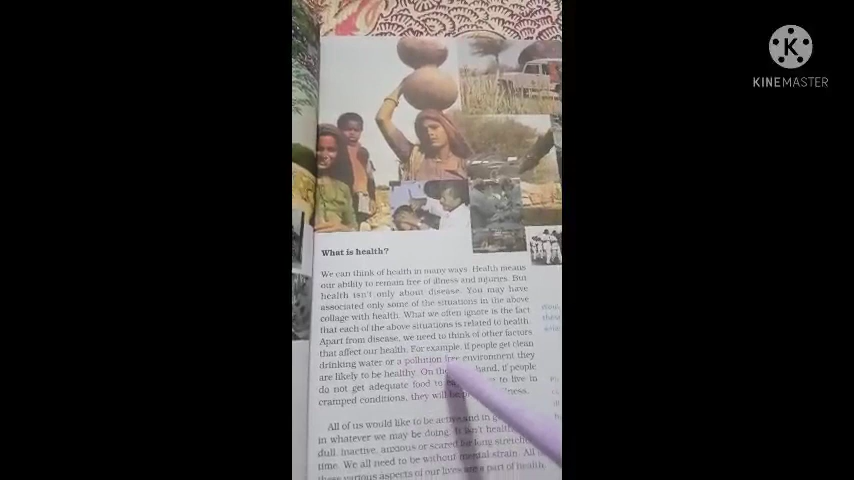 KINEMASTER
What is health?
We can think of health in many ways. Health means
our ability to remain free of illness and injuries. But
health isn't only about disease. You may have
associated only some of the situations in the above
collage with health. What we often ignore is the fact
that each of the above situations is related to health.
Apart from disease, we need to think of other factors
that affect our health. For example, if people get clean
drinking water or a pollution free environment they
are likely to be healthy. On the hand, if people
do not get adequate food to to live in
cramped conditions, they will be
All of us would like to be active and in
in whatever we may be doing. It isn't
dull, inactive, anxious or scared for long
time. We all need to be without mental strain. All
these various aspects of our lives are a part of health.